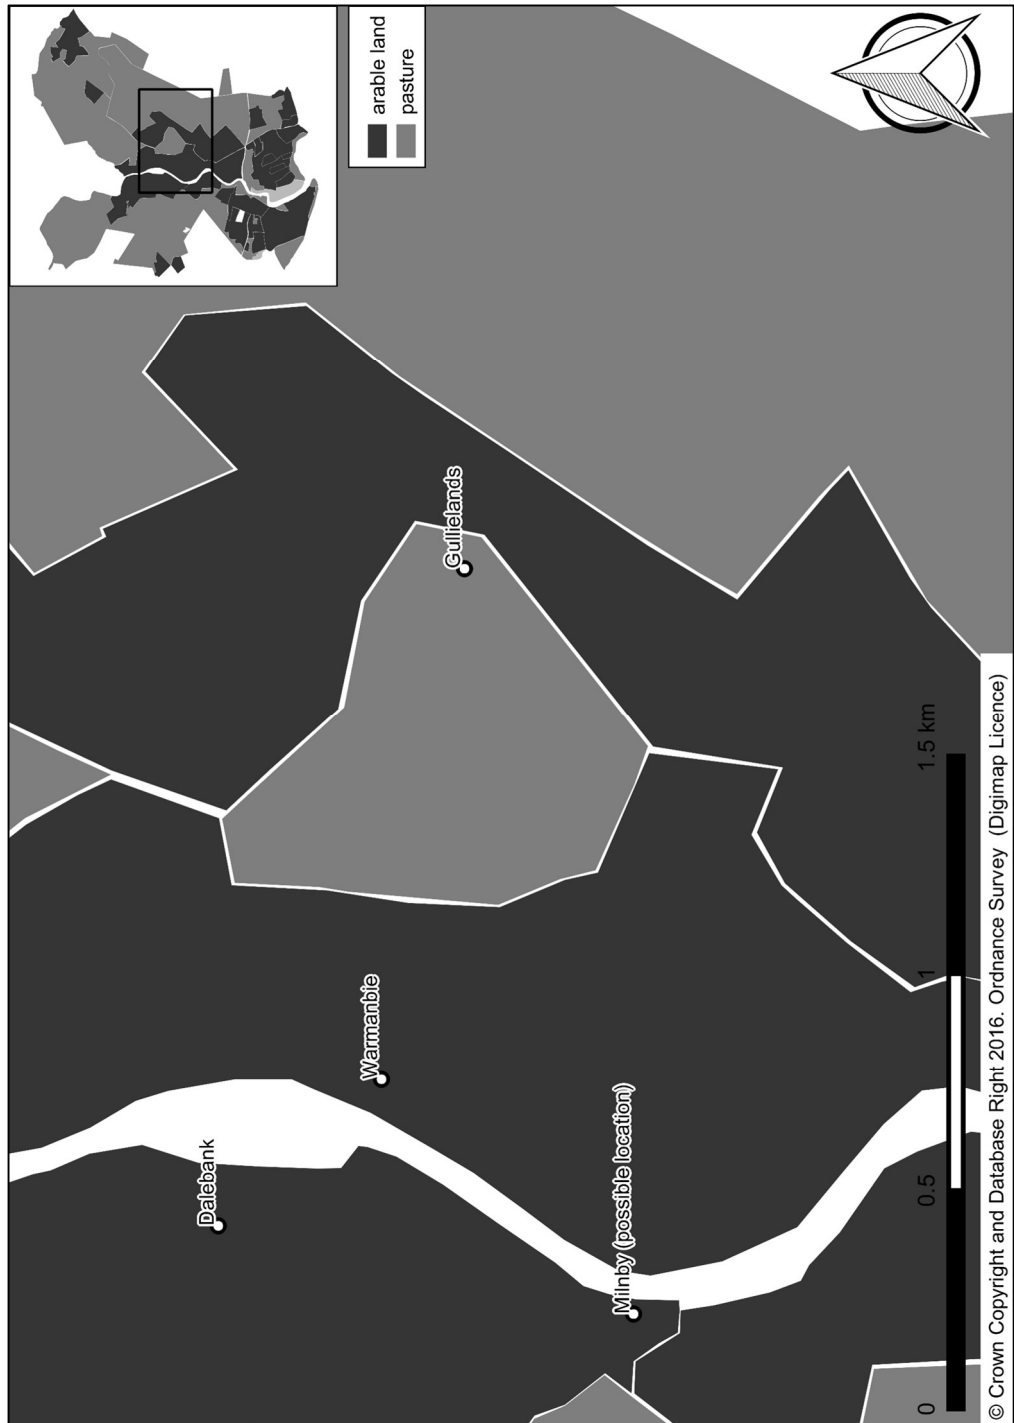 arable land
pasture
Gullielands
Warmanbie
Dalebank
Milnby (possible location)
0 0.5 1 1.5 km
© Crown Copyright and Database Right 2016. Ordnance Survey (Digimap Licence)